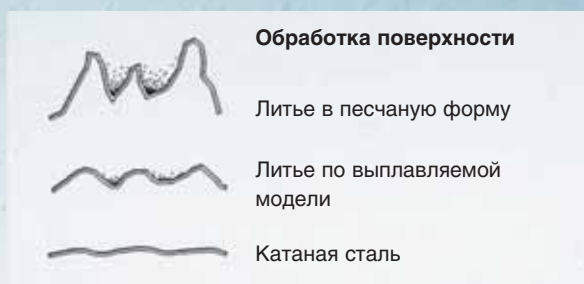 Обработка поверхности
Литье в песчаную форму
Литье по выплавляемой
модели
Катаная сталь